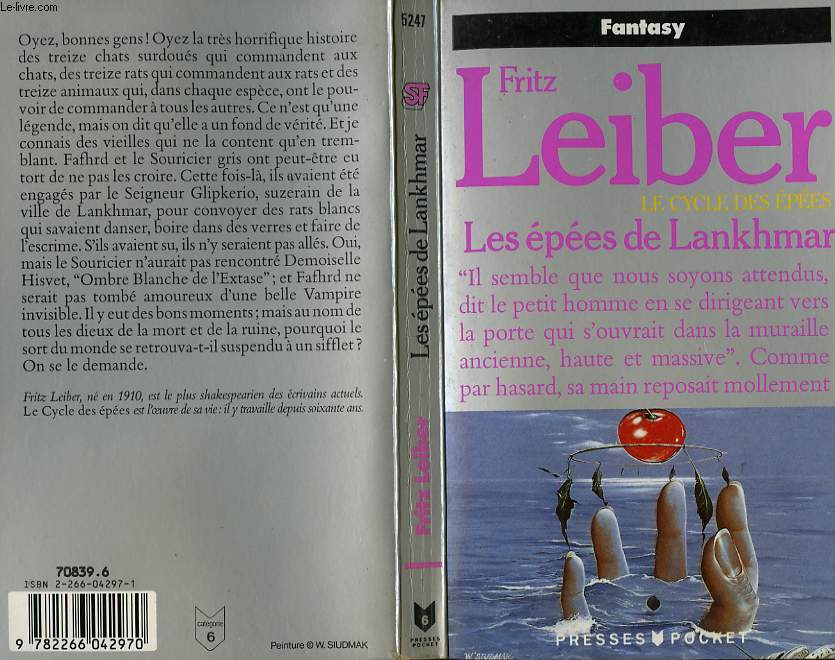 Le-livre.com
Oyez, bonnes gens ! Oyez la très horrifique histoire
des treize chats surdoués qui commandent aux
chats, des treize rats qui commandent aux rats et des
treize animaux qui, dans chaque espèce, ont le pou-
voir de commander à tous les autres. Ce n'est qu'une
légende, mais on dit qu'elle a un fond de vérité. Et je
connais des vieilles qui ne la content qu'en trem-
blant. Fafhrd et le Souricier gris ont peut-être eu
tort de ne pas les croire. Cette fois-là, ils avaient été
engagés par le Seigneur Glipkerio, suzerain de la
ville de Lankhmar, pour convoyer des rats blancs
qui savaient danser, boire dans des verres et faire de
l'escrime. S'ils avaient su, ils n'y seraient pas allés. Oui,
mais le Souricier n'aurait pas rencontré Demoiselle
Hisvet, "Ombre Blanche de l'Extase" ; et Fafhrd ne
serait pas tombé amoureux d'une belle Vampire
invisible. Il y eut des bons moments ; mais au nom de
tous les dieux de la mort et de la ruine, pourquoi le
sort du monde se retrouva-t-il suspendu à un sifflet ?
On se le demande.
Fritz Leiber, né en 1910, est le plus shakespearien des écrivains actuels.
Le Cycle des épées est l'œuvre de sa vie : il y travaille depuis soixante ans.
70839.6
ISBN 2-266-04297-1
9 782266 042970
catégorie
6
Peinture © W. SIUDMAK
5247
SF
Les épées de Lankhmar
Fritz Leiber
6
PRESSES
POCKET
Fantasy
Fritz
Leiber
LE CYCLE DES ÉPÉES
Les épées de Lankhmar
"Il semble que nous soyons attendus,
dit le petit homme en se dirigeant vers
la porte qui s'ouvrait dans la muraille
ancienne, haute et massive". Comme
par hasard, sa main reposait mollement
W. SIUDMAK
PRESSES POCKET